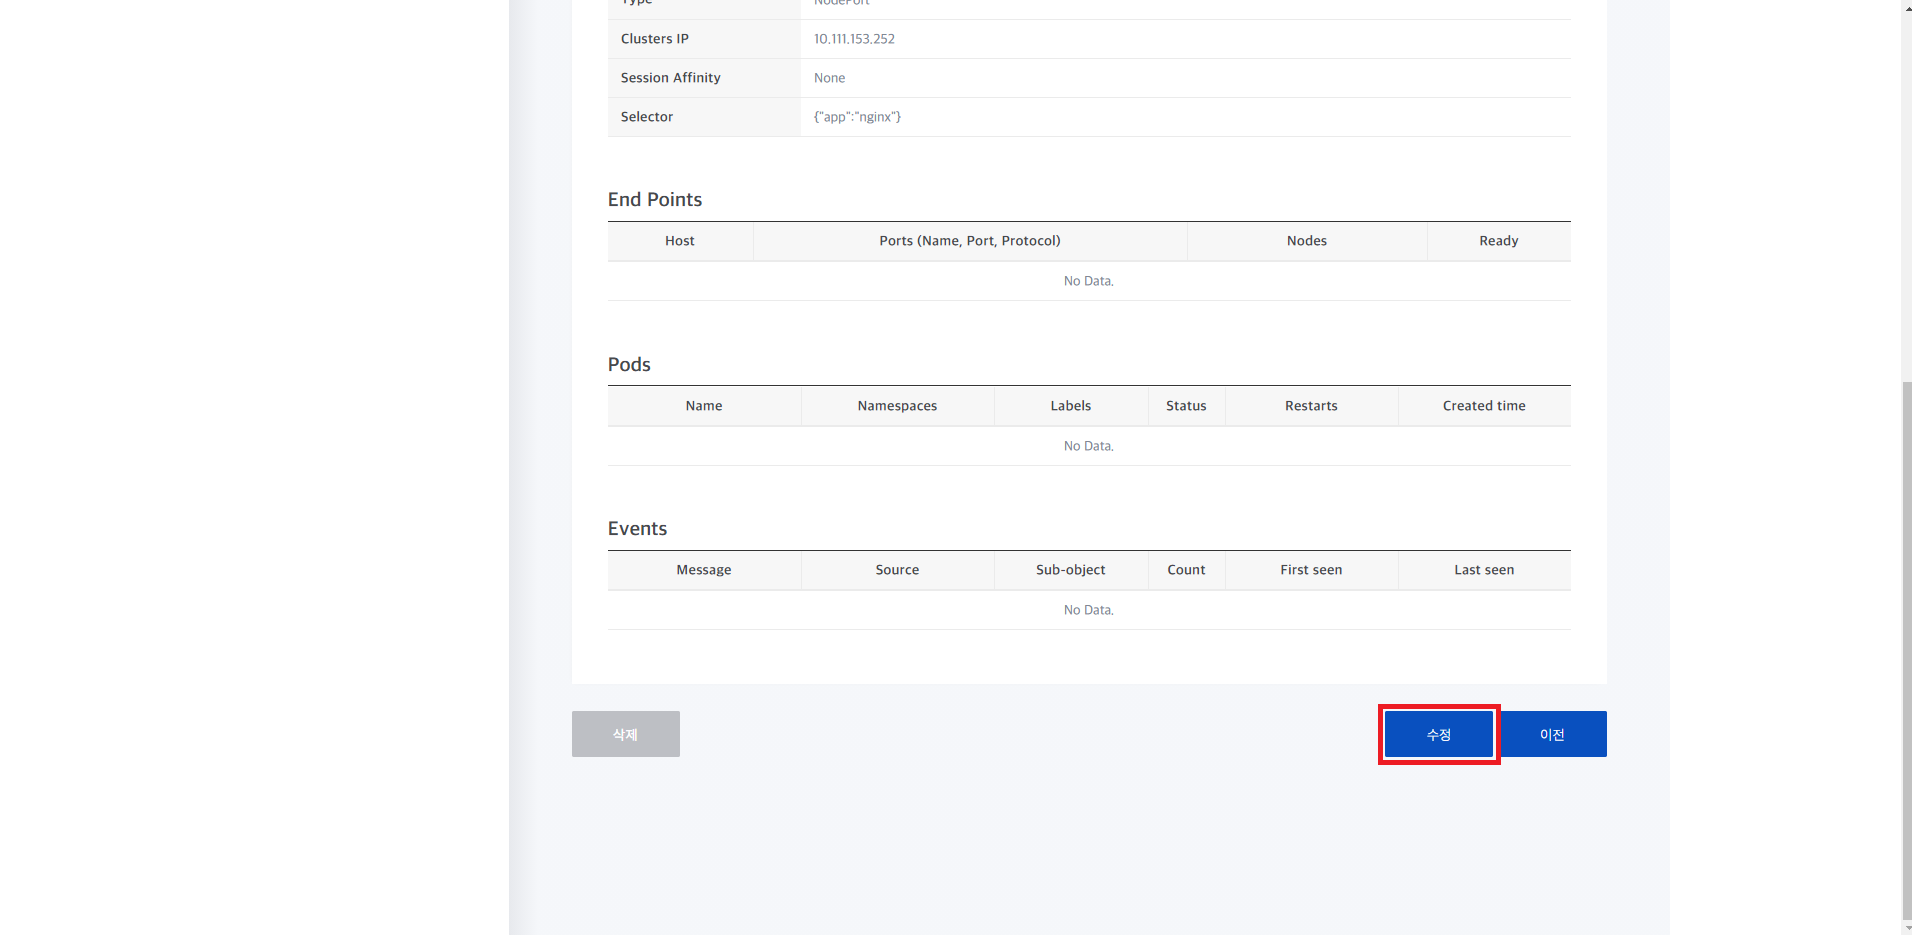 Type NodePort
Clusters IP 10.111.153.252
Session Affinity None
Selector {"app":"nginx"}
End Points
Host Ports (Name, Port, Protocol) Nodes Ready
No Data.
Pods
Name Namespaces Labels Status Restarts Created time
No Data.
Events
Message Source Sub-object Count First seen Last seen
No Data.
삭제 수정 이전